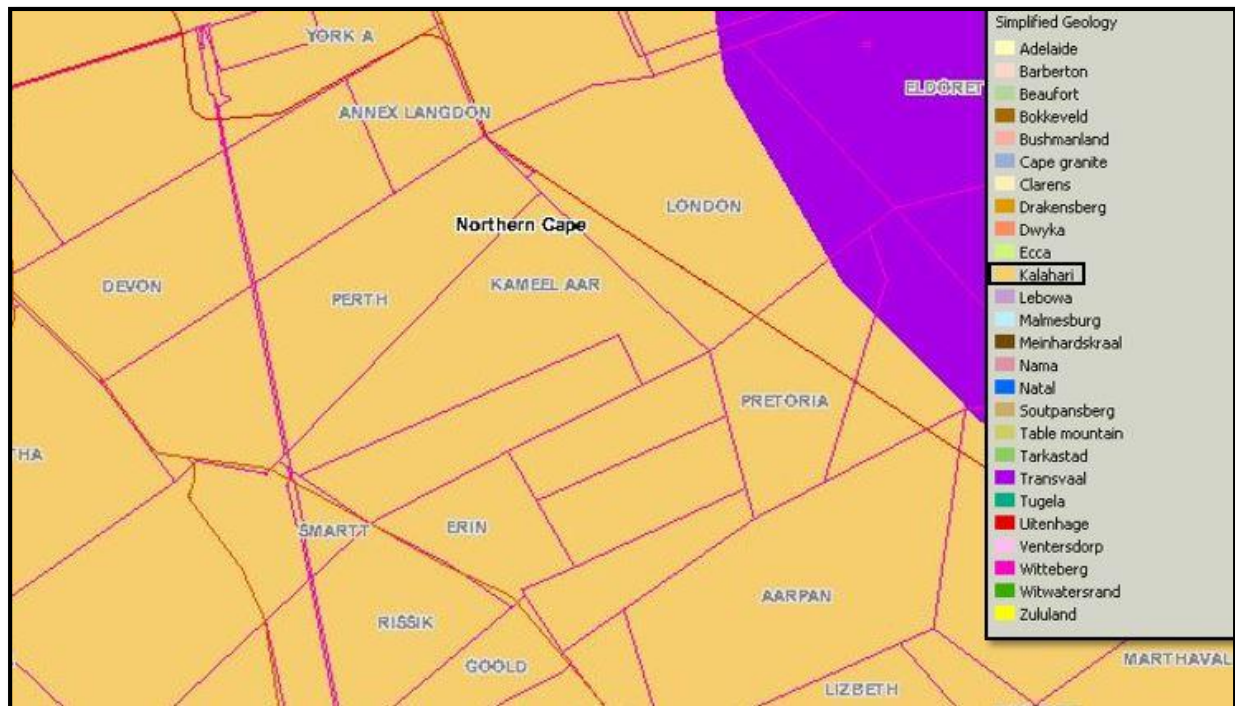 Simplified Geology
Adelaide
Barberton
Beaufort
Bokkeveld
Bushmanland
Cape granite
Clarens
Drakensberg
Dwyka
Ecca
Kalahari
Lebowa
Malmesburg
Meinhardskraal
Nama
Natal
Soutpansberg
Table mountain
Tarkastad
Transvaal
Tugela
Uitenhage
Ventersdorp
Witteberg
Witwatersrand
Zululand
YORK A
ELDORET
ANNEX LANGDON
LONDON
Northern Cape
DEVON
PERTH
KAMEEL AAR
PRETORIA
THA
SMARTT
ERIN
AARPAN
RISSIK
GOOLD
MARTHAVAL
LIZBETH